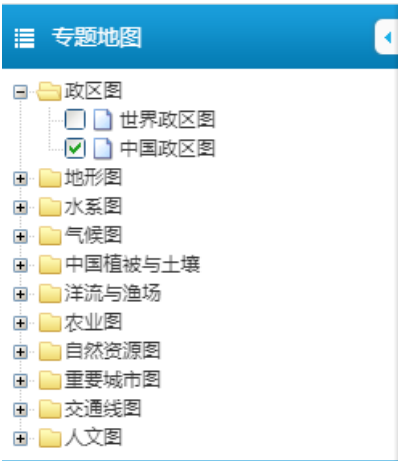 专题地图
政区图
世界政区图
中国政区图
地形图
水系图
气候图
中国植被与土壤
洋流与渔场
农业图
自然资源图
重要城市图
交通线图
人文图